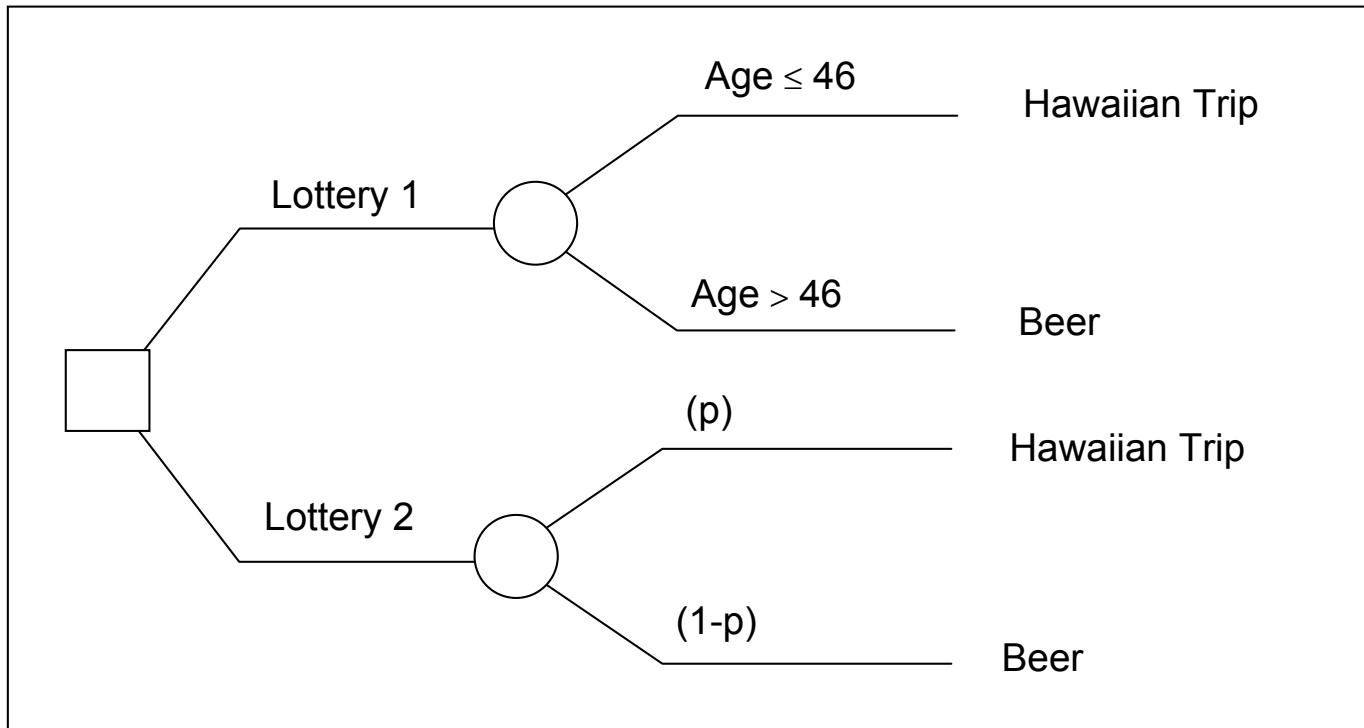 Age ≤ 46
Hawaiian Trip
Lottery 1
Age > 46
Beer
(p)
Hawaiian Trip
Lottery 2
(1-p)
Beer